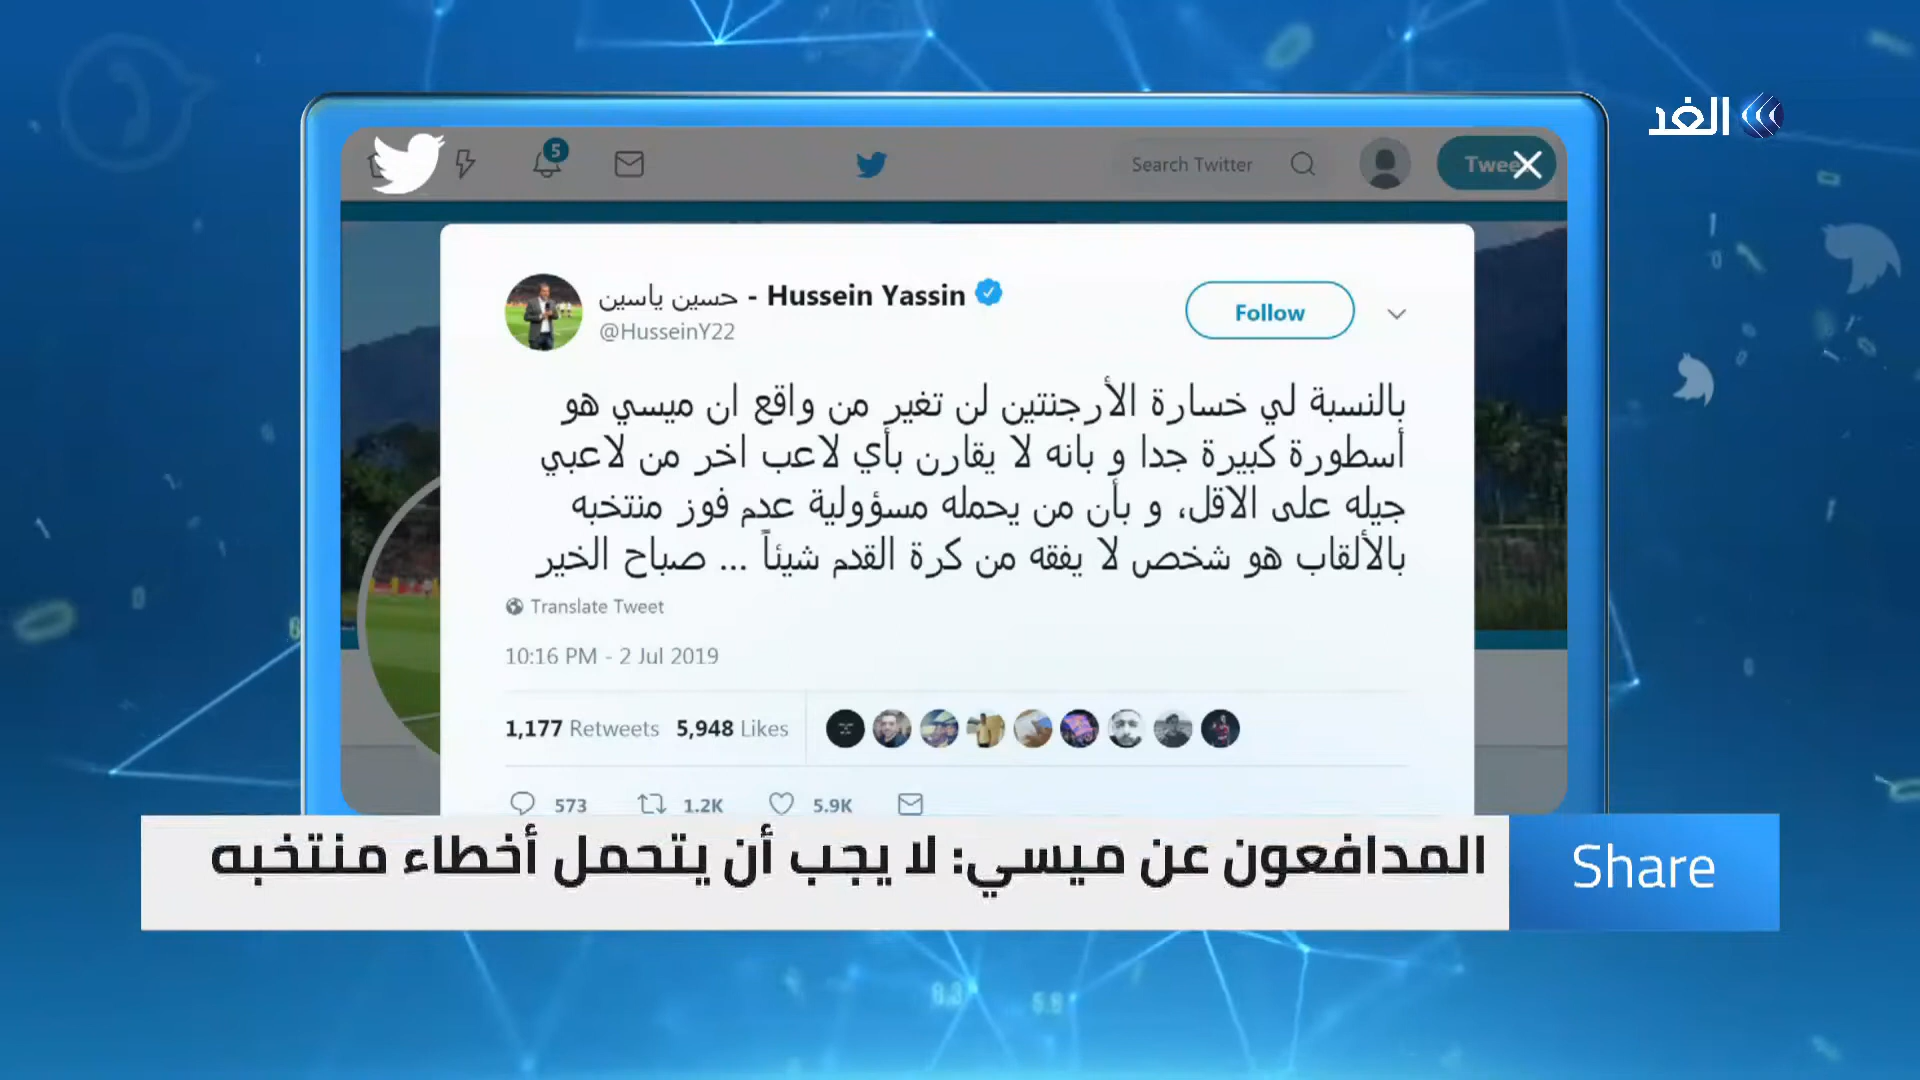 الغد
5
Search Twitter
Twee
حسين ياسين - Hussein Yassin
@HusseinY22
Follow
بالنسبة لي خسارة الأرجنتين لن تغير من واقع ان ميسي هو
أسطورة كبيرة جدا و بانه لا يقارن بأي لاعب اخر من لاعبي
جيله على الاقل، و بأن من يحمله مسؤولية عدم فوز منتخبه
بالألقاب هو شخص لا يفقه من كرة القدم شيئاً ... صباح الخير
Translate Tweet
10:16 PM - 2 Jul 2019
1,177 Retweets 5,948 Likes
573 1.2K 5.9K
المدافعون عن ميسي: لا يجب أن يتحمل أخطاء منتخبه
Share